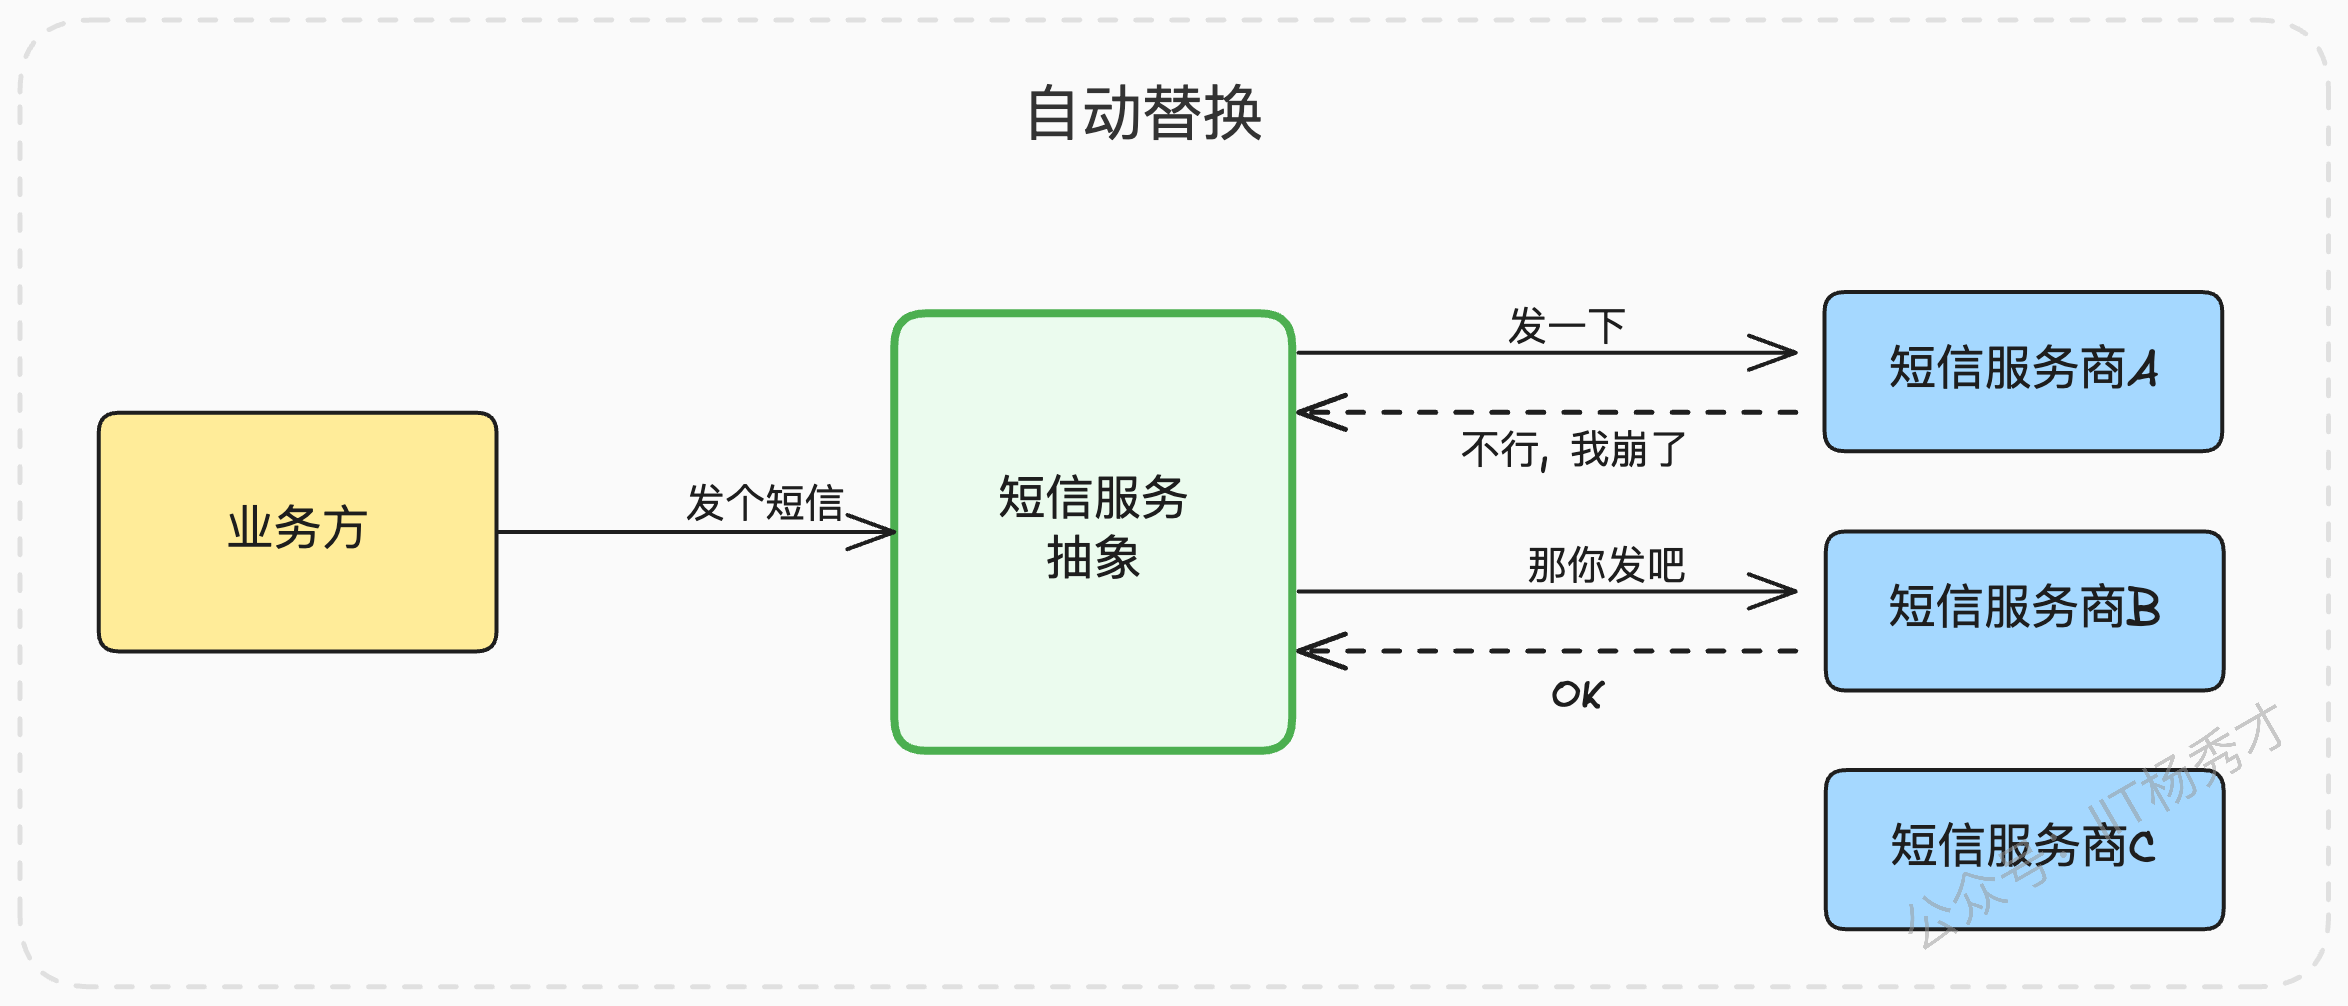 自动替换
业务方
发个短信
短信服务
抽象
发一下
不行, 我崩了
那你发吧
OK
短信服务商A
短信服务商B
短信服务商C
公众号: IIT杨秀才